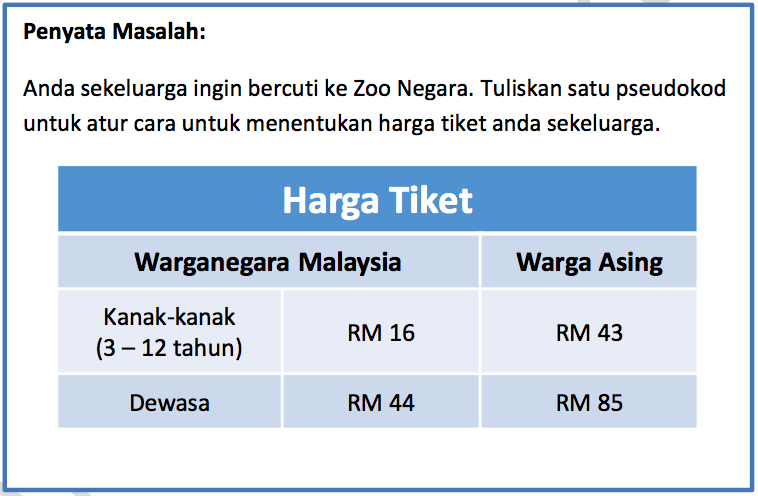 Penyata Masalah:
Anda sekeluarga ingin bercuti ke Zoo Negara. Tuliskan satu pseudokod
untuk atur cara untuk menentukan harga tiket anda sekeluarga.
Harga Tiket
Warganegara Malaysia
Warga Asing
Kanak-kanak
(3 – 12 tahun)
RM 16
RM 43
Dewasa
RM 44
RM 85